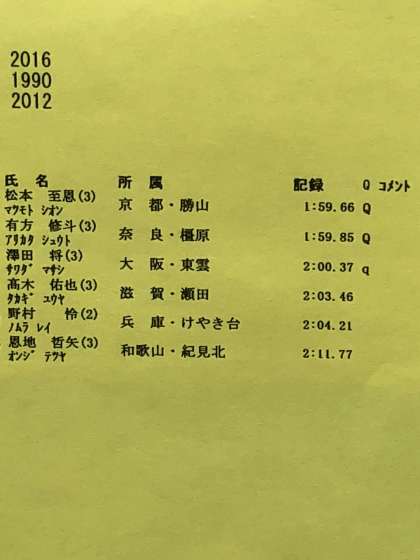 2016
1990
2012
氏 名 所 属 記録 Q コメント
松本 至恩(3) 京 都・勝山 1:59.66 Q
マツモト シオン
有方 修斗(3) 奈 良・橿原 1:59.85 Q
アリカタ シュウト
澤田 将(3) 大 阪・東雲 2:00.37 q
サワダ マサシ
髙木 佑也(3) 滋 賀・瀬田 2:03.46
タカギ ユウヤ
野村 怜(2) 兵 庫・けやき台 2:04.21
ノムラ レイ
恩地 哲矢(3) 和歌山・紀見北 2:11.77
オンジ テツヤ